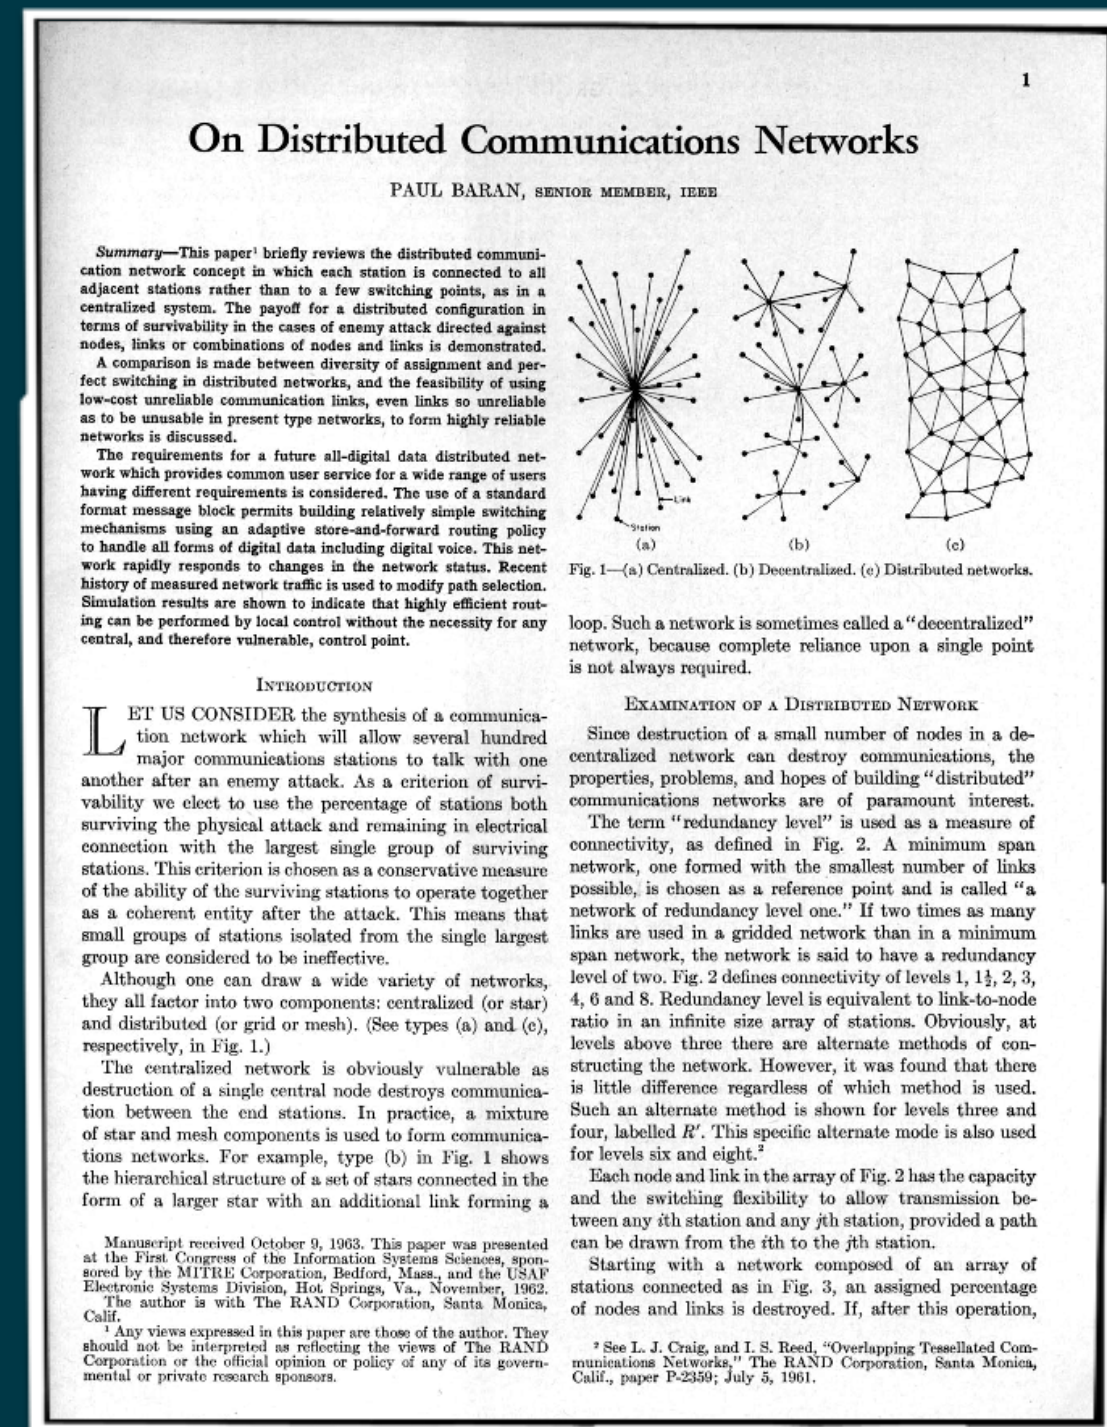 1
On Distributed Communications Networks
PAUL BARAN, SENIOR MEMBER, IEEE
Summary—This paper¹ briefly reviews the distributed communi-
cation network concept in which each station is connected to all
adjacent stations rather than to a few switching points, as in a
centralized system. The payoff for a distributed configuration in
terms of survivability in the cases of enemy attack directed against
nodes, links or combinations of nodes and links is demonstrated.
A comparison is made between diversity of assignment and per-
fect switching in distributed networks, and the feasibility of using
low-cost unreliable communication links, even links so unreliable
as to be unusable in present type networks, to form highly reliable
networks is discussed.
The requirements for a future all-digital data distributed net-
work which provides common user service for a wide range of users
having different requirements is considered. The use of a standard
format message block permits building relatively simple switching
mechanisms using an adaptive store-and-forward routing policy
to handle all forms of digital data including digital voice. This net-
work rapidly responds to changes in the network status. Recent
history of measured network traffic is used to modify path selection.
Simulation results are shown to indicate that highly efficient rout-
ing can be performed by local control without the necessity for any
central, and therefore vulnerable, control point.
INTRODUCTION
LET US CONSIDER the synthesis of a communica-
tion network which will allow several hundred
major communications stations to talk with one
another after an enemy attack. As a criterion of survi-
vability we elect to use the percentage of stations both
surviving the physical attack and remaining in electrical
connection with the largest single group of surviving
stations. This criterion is chosen as a conservative measure
of the ability of the surviving stations to operate together
as a coherent entity after the attack. This means that
small groups of stations isolated from the single largest
group are considered to be ineffective.
Although one can draw a wide variety of networks,
they all factor into two components: centralized (or star)
and distributed (or grid or mesh). (See types (a) and (c),
respectively, in Fig. 1.)
The centralized network is obviously vulnerable as
destruction of a single central node destroys communica-
tion between the end stations. In practice, a mixture
of star and mesh components is used to form communica-
tions networks. For example, type (b) in Fig. 1 shows
the hierarchical structure of a set of stars connected in the
form of a larger star with an additional link forming a
Manuscript received October 9, 1963. This paper was presented
at the First Congress of the Information Systems Sciences, spon-
sored by the MITRE Corporation, Bedford, Mass., and the USAF
Electronic Systems Division, Hot Springs, Va., November, 1962.
The author is with The RAND Corporation, Santa Monica,
Calif.
¹ Any views expressed in this paper are those of the author. They
should not be interpreted as reflecting the views of The RAND
Corporation or the official opinion or policy of any of its govern-
mental or private research sponsors.
Link
Station
(a)
(b)
(c)
Fig. 1—(a) Centralized. (b) Decentralized. (c) Distributed networks.
loop. Such a network is sometimes called a "decentralized"
network, because complete reliance upon a single point
is not always required.
EXAMINATION OF A DISTRIBUTED NETWORK
Since destruction of a small number of nodes in a de-
centralized network can destroy communications, the
properties, problems, and hopes of building "distributed"
communications networks are of paramount interest.
The term "redundancy level" is used as a measure of
connectivity, as defined in Fig. 2. A minimum span
network, one formed with the smallest number of links
possible, is chosen as a reference point and is called "a
network of redundancy level one." If two times as many
links are used in a gridded network than in a minimum
span network, the network is said to have a redundancy
level of two. Fig. 2 defines connectivity of levels 1, 1½, 2, 3,
4, 6 and 8. Redundancy level is equivalent to link-to-node
ratio in an infinite size array of stations. Obviously, at
levels above three there are alternate methods of con-
structing the network. However, it was found that there
is little difference regardless of which method is used.
Such an alternate method is shown for levels three and
four, labelled R'. This specific alternate mode is also used
for levels six and eight.²
Each node and link in the array of Fig. 2 has the capacity
and the switching flexibility to allow transmission be-
tween any ith station and any jth station, provided a path
can be drawn from the ith to the jth station.
Starting with a network composed of an array of
stations connected as in Fig. 3, an assigned percentage
of nodes and links is destroyed. If, after this operation,
² See L. J. Craig, and I. S. Reed, "Overlapping Tessellated Com-
munications Networks," The RAND Corporation, Santa Monica,
Calif., paper P-2359; July 5, 1961.